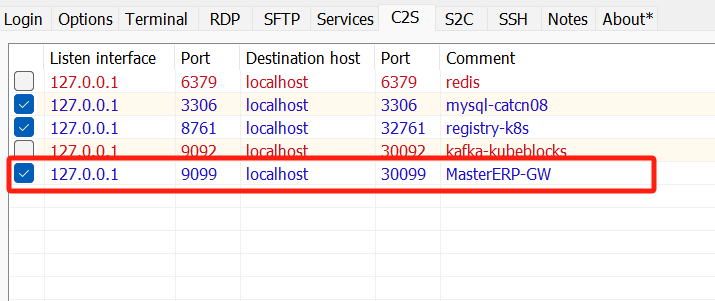 Login Options Terminal RDP SFTP Services C2S S2C SSH Notes About*
Listen interface Port Destination host Port Comment
127.0.0.1 6379 localhost 6379 redis
127.0.0.1 3306 localhost 3306 mysql-catcn08
127.0.0.1 8761 localhost 32761 registry-k8s
127.0.0.1 9092 localhost 30092 kafka-kubeblocks
127.0.0.1 9099 localhost 30099 MasterERP-GW